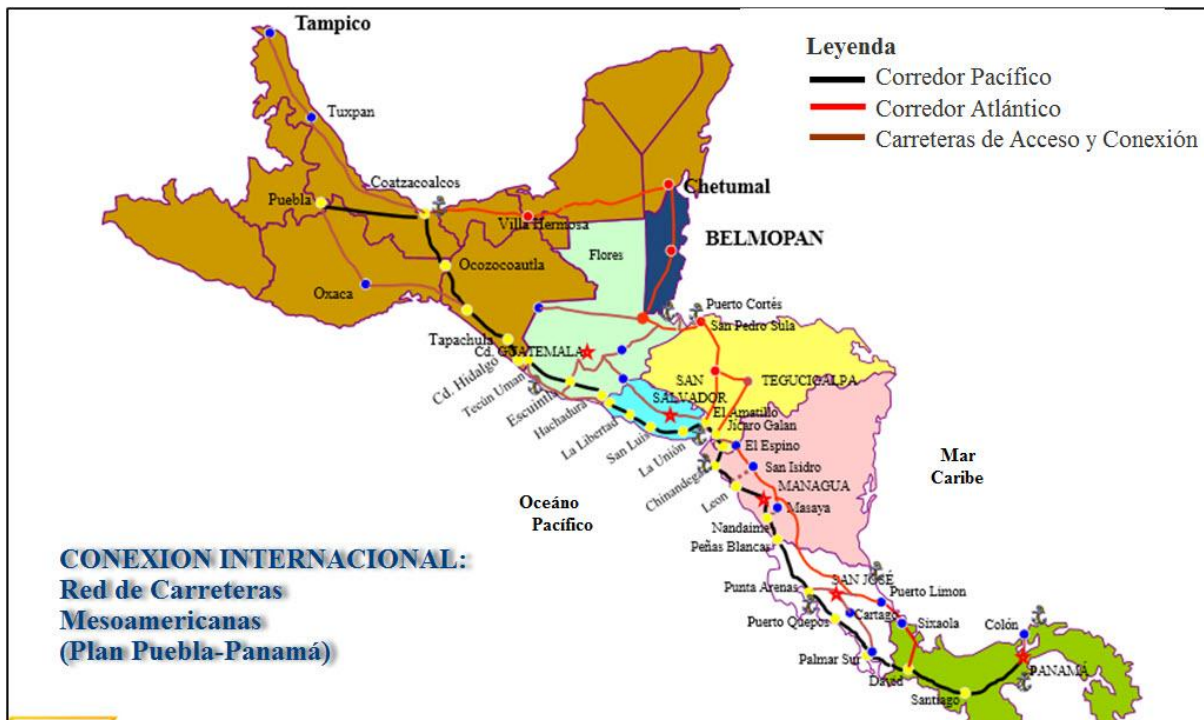 Tampico
Leyenda
Corredor Pacífico
Corredor Atlántico
Carreteras de Acceso y Conexión
Tuxpan
Coatzacoalcos
Puebla
Chetumal
Villa Hermosa
BELMOPAN
Flores
Ocozocoautla
Oxaca
Puerto Cortés
San Pedro Sula
Tapachula
Cd. GUATEMALA
Cd. Hidalgo
Tecún Uman
Escuintla
Hachadura
La Libertad
San Luis
La Unión
SAN
SALVADOR
TEGUCIGALPA
El Amatillo
Jícaro Galan
El Espino
San Isidro
Chinandega
Leon
MANAGUA
Masaya
Mar
Caribe
Océano
Pacífico
Nandaime
Peñas Blancas
CONEXION INTERNACIONAL:
Red de Carreteras
Mesoamericanas
(Plan Puebla-Panamá)
SAN JOSÉ
Punta Arenas
Puerto Limon
Puerto Quepos
Cartago
Sixaola
Colón
Palmar Sur
David
PANAMÁ
Santiago